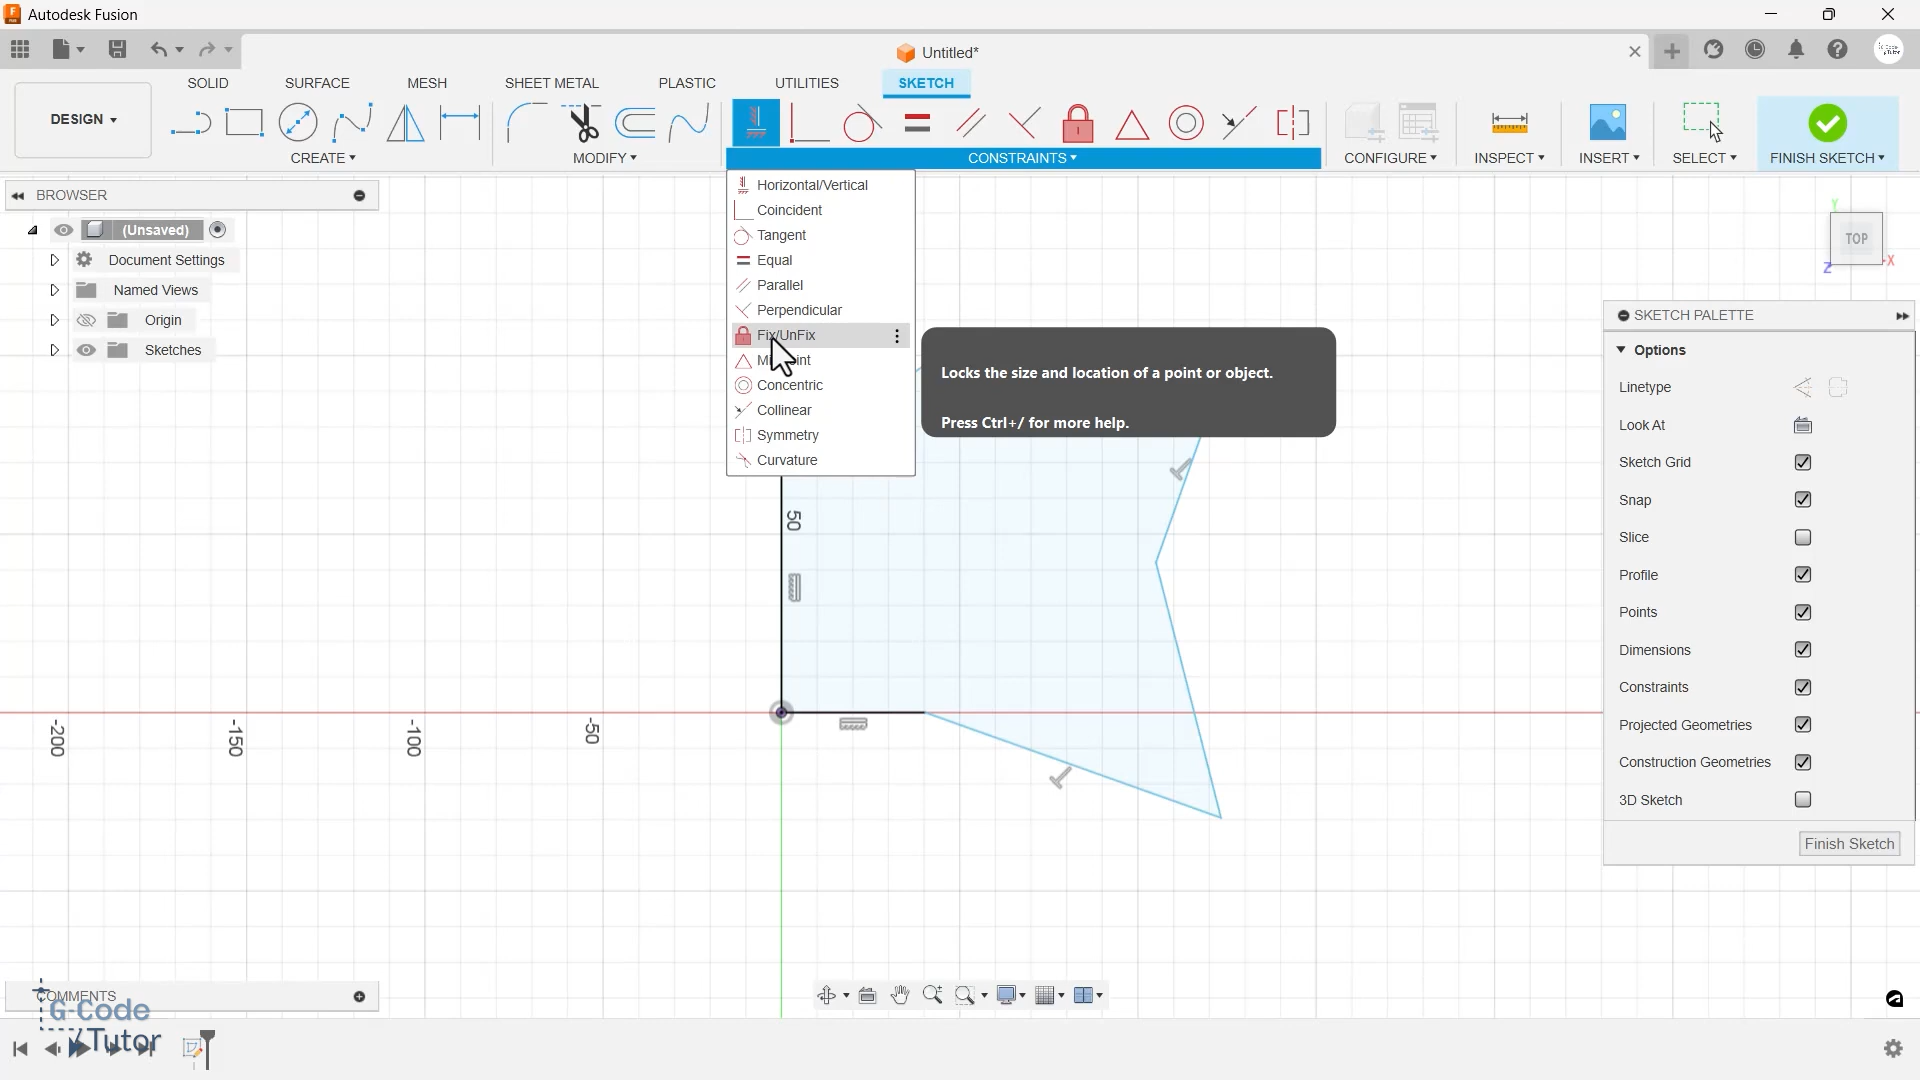 Autodesk Fusion
Untitled*
SOLID SURFACE MESH SHEET METAL PLASTIC UTILITIES SKETCH
DESIGN
CREATE MODIFY CONSTRAINTS CONFIGURE INSPECT INSERT SELECT FINISH SKETCH
BROWSER
(Unsaved)
Document Settings
Named Views
Origin
Sketches
Horizontal/Vertical
Coincident
Tangent
Equal
Parallel
Perpendicular
Fix/UnFix
Concentric
Collinear
Symmetry
Curvature
Locks the size and location of a point or object.
Press Ctrl+/ for more help.
Y
TOP
Z
X
SKETCH PALETTE
Options
Linetype
Look At
Sketch Grid
Snap
Slice
Profile
Points
Dimensions
Constraints
Projected Geometries
Construction Geometries
3D Sketch
Finish Sketch
50
-200
-150
-100
-50
COMMENTS
G-Code
Tutor